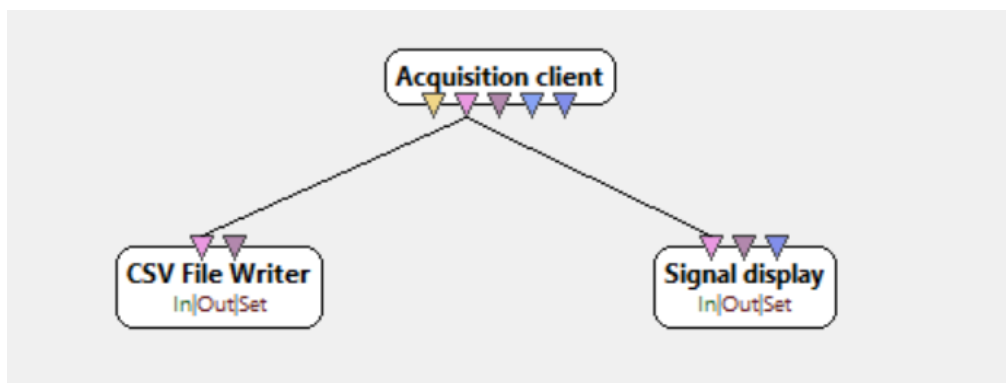 Acquisition client
CSV File Writer
In|Out|Set
Signal display
In|Out|Set